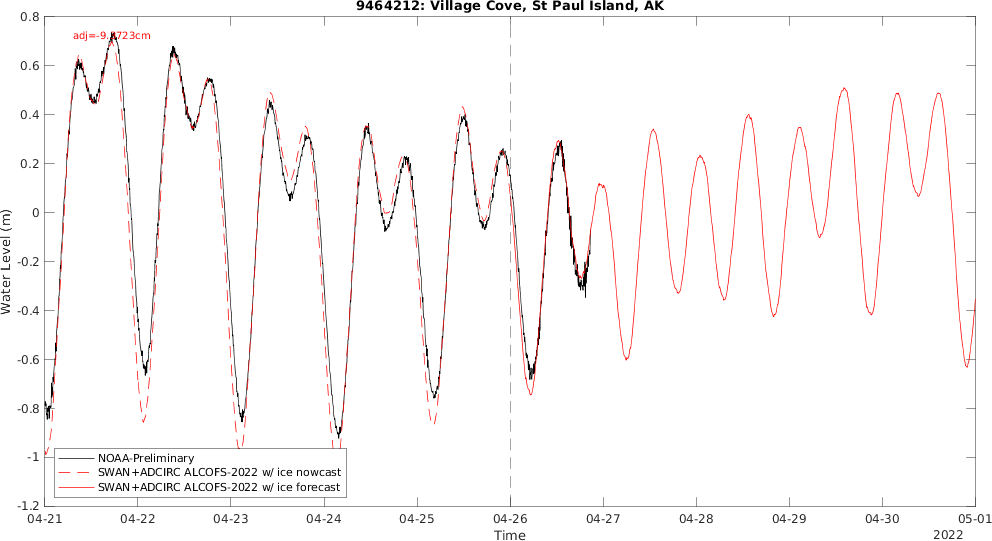 9464212: Village Cove, St Paul Island, AK
0.8
0.6
0.4
0.2
0
-0.2
-0.4
-0.6
-0.8
-1
-1.2
Water Level (m)
NOAA-Preliminary
SWAN+ADCIRC ALCOFS-2022 w/ ice nowcast
SWAN+ADCIRC ALCOFS-2022 w/ ice forecast
04-21 04-22 04-23 04-24 04-25 04-26 04-27 04-28 04-29 04-30 05-01
Time
2022